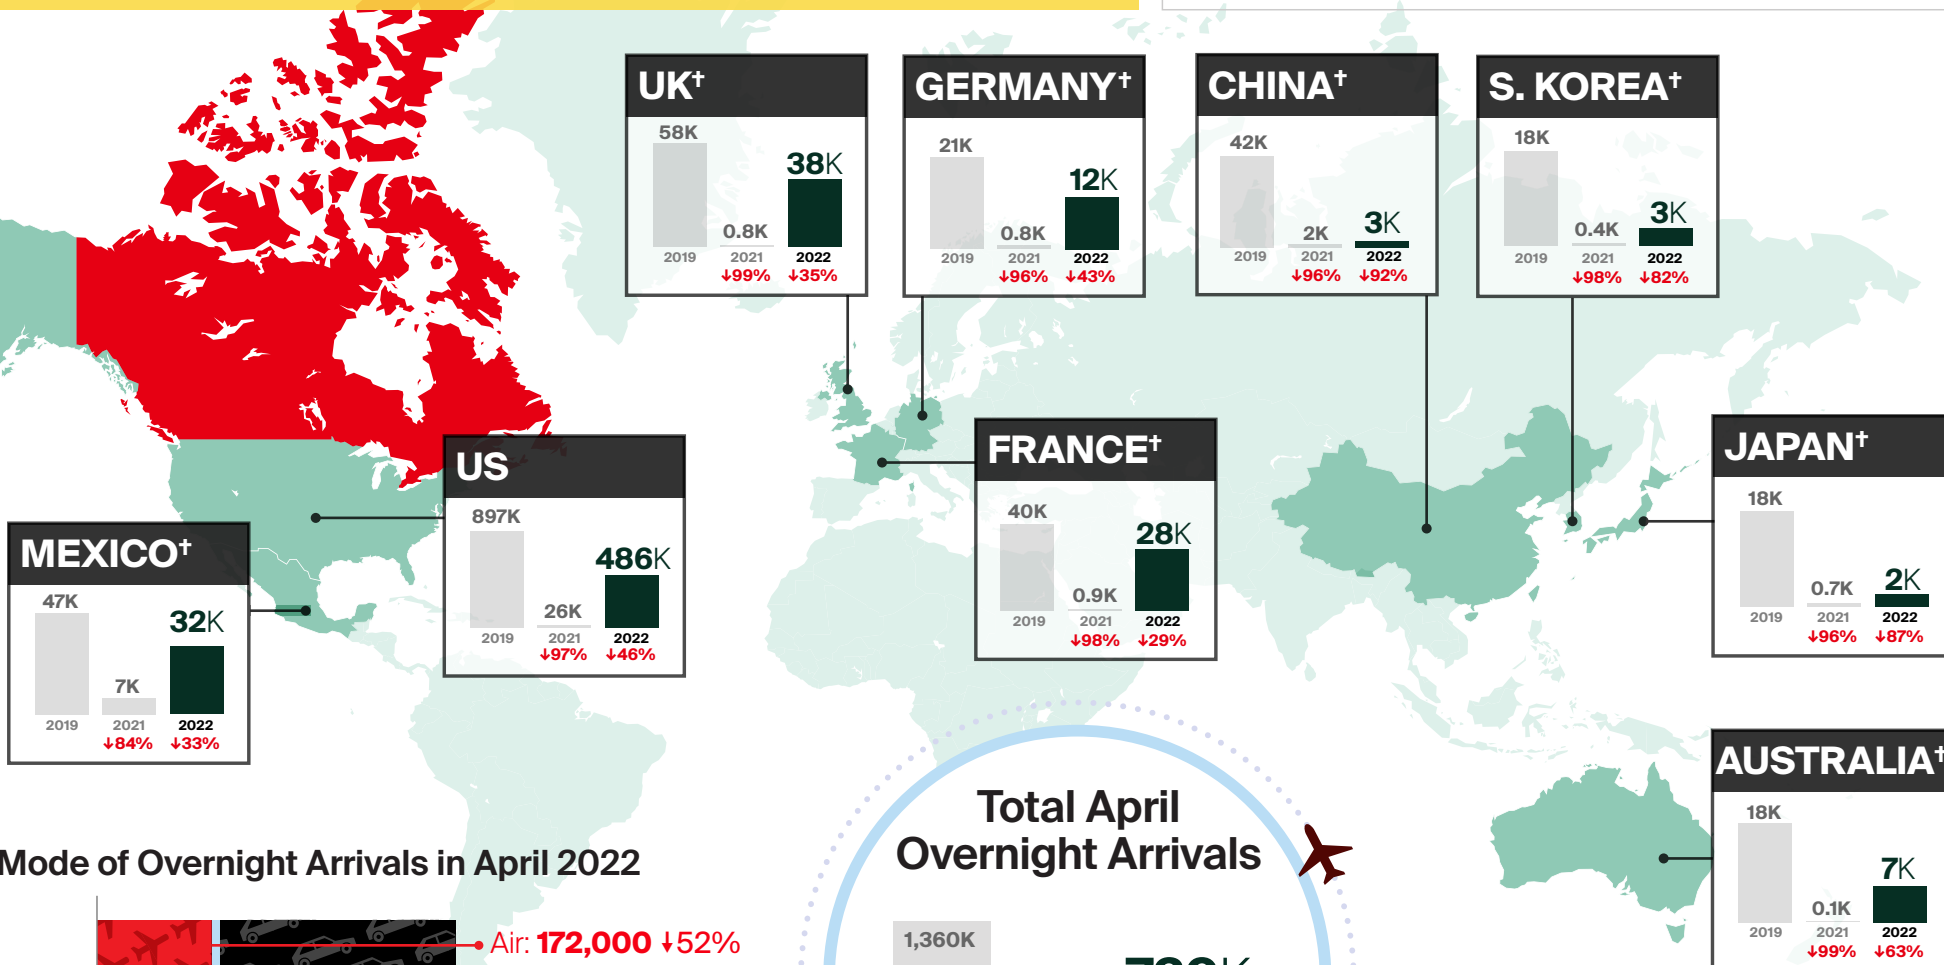 UK†
58K
0.8K
38K
2019
2021
2022
↓99%
↓35%
GERMANY†
21K
0.8K
12K
2019
2021
2022
↓96%
↓43%
CHINA†
42K
2K
3K
2019
2021
2022
↓96%
↓92%
S. KOREA†
18K
0.4K
3K
2019
2021
2022
↓98%
↓82%
US
897K
26K
486K
2019
2021
2022
↓97%
↓46%
FRANCE†
40K
0.9K
28K
2019
2021
2022
↓98%
↓29%
JAPAN†
18K
0.7K
2K
2019
2021
2022
↓96%
↓87%
MEXICO†
47K
7K
32K
2019
2021
2022
↓84%
↓33%
AUSTRALIA†
18K
0.1K
7K
2019
2021
2022
↓99%
↓63%
Mode of Overnight Arrivals in April 2022
Air: 172,000 ↓52%
Total April
Overnight Arrivals
1,360K